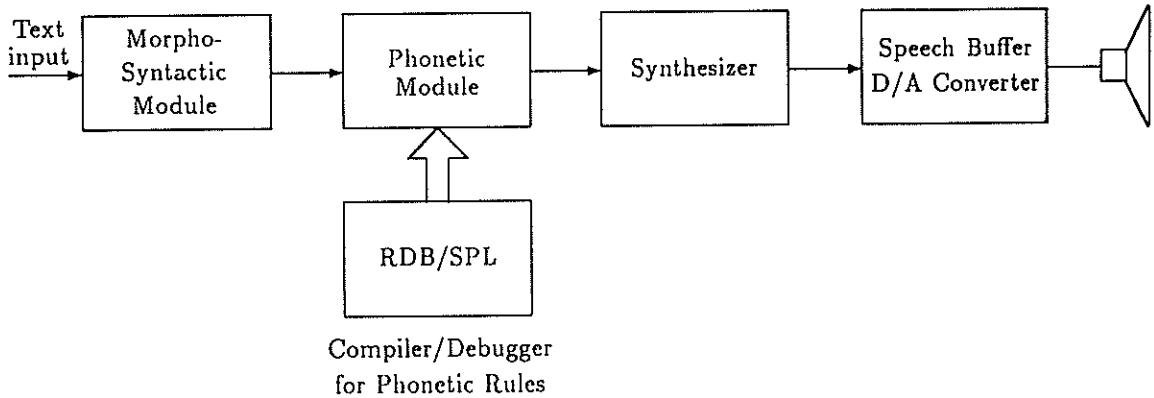 Text
input
Morpho-
Syntactic
Module
Phonetic
Module
Synthesizer
Speech Buffer
D/A Converter
RDB/SPL
Compiler/Debugger
for Phonetic Rules